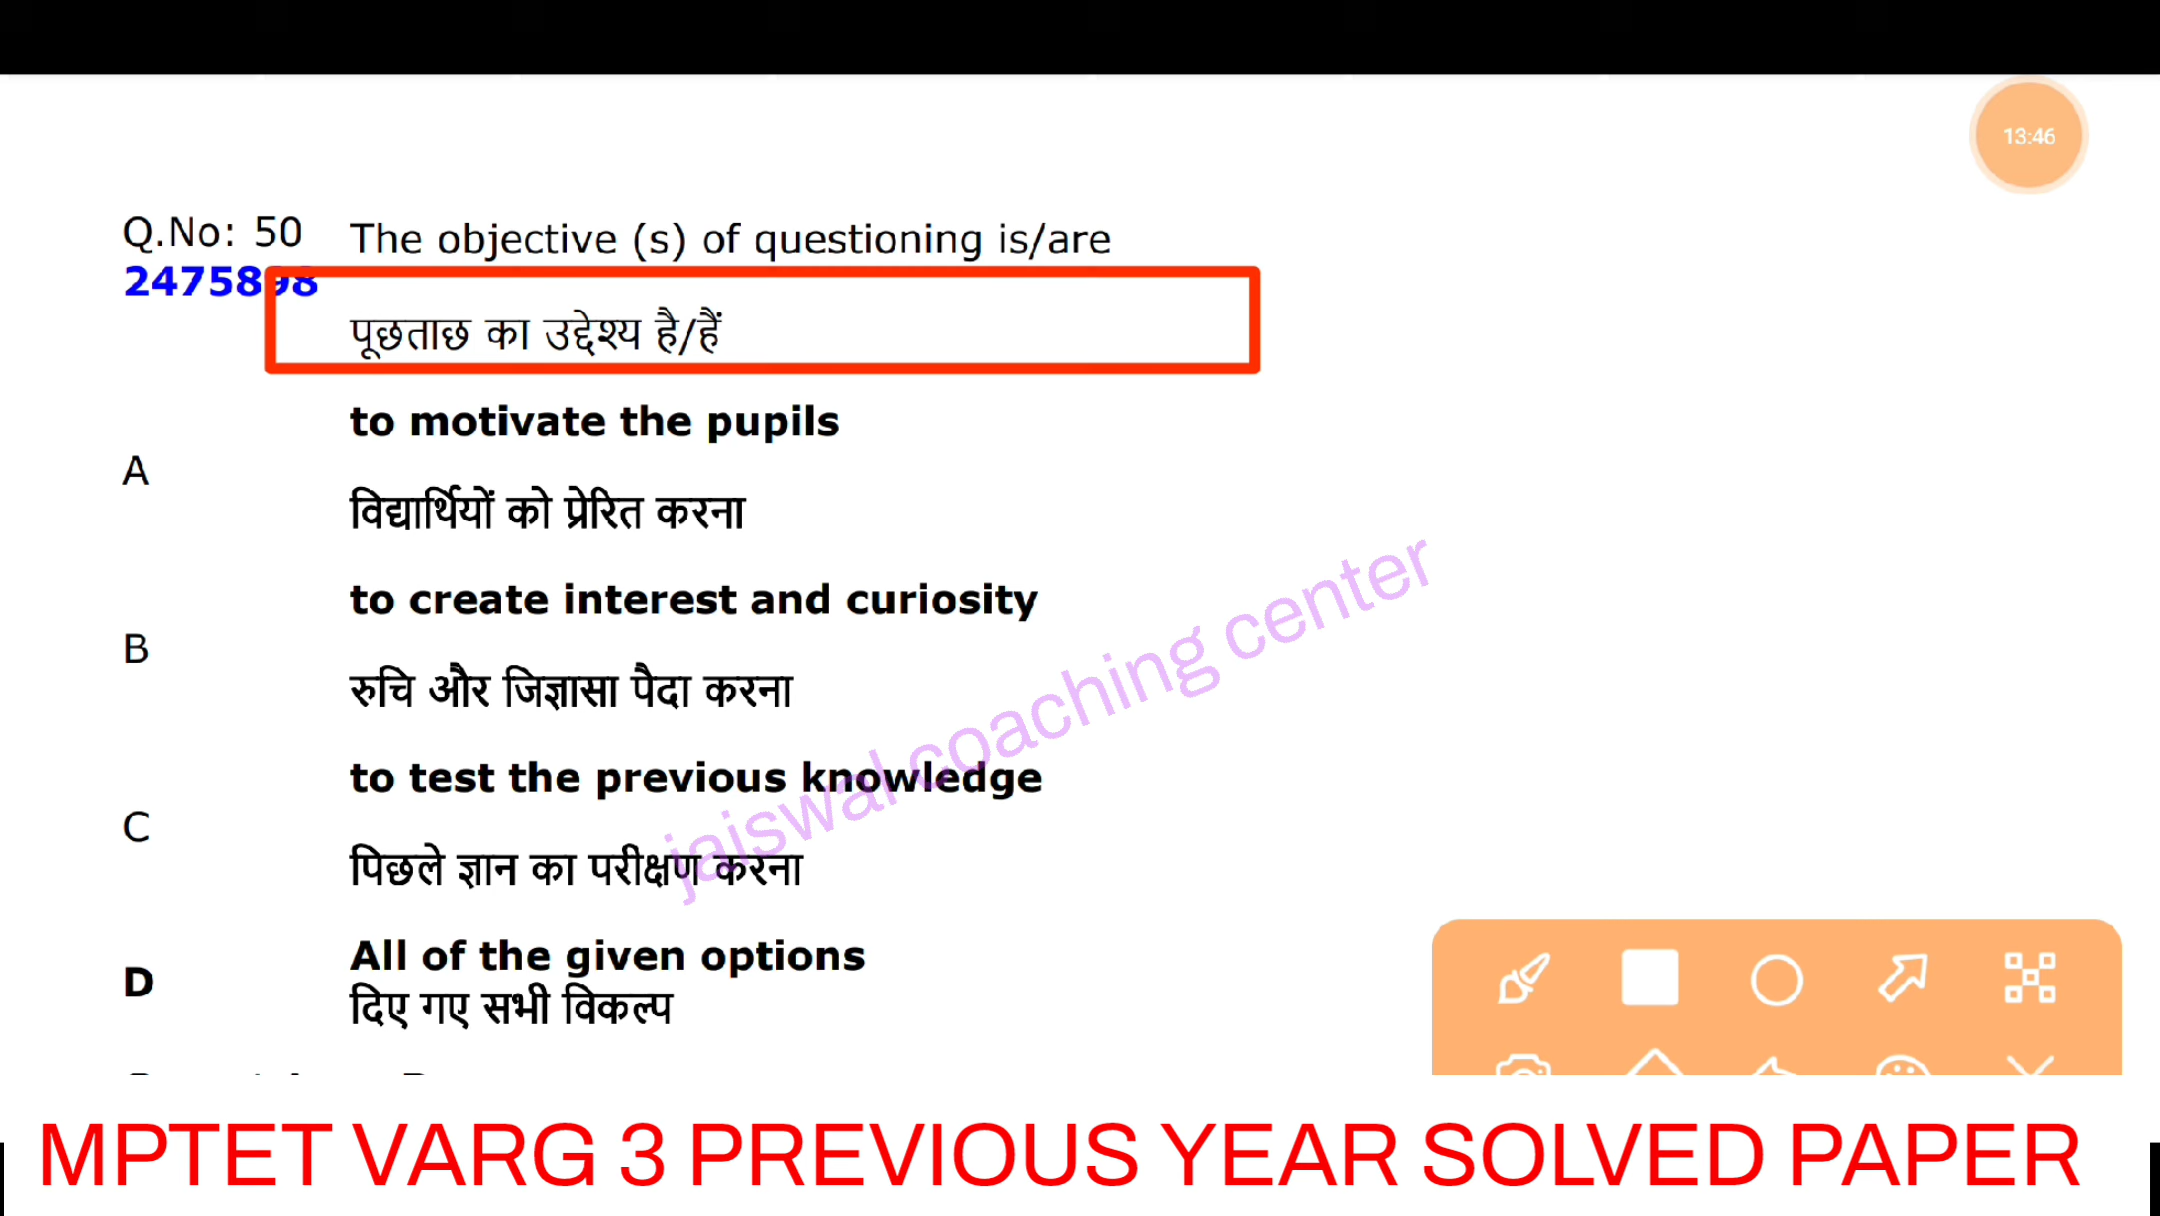 13:46
Q.No: 50 The objective (s) of questioning is/are
2475898
पूछताछ का उद्देश्य है/हैं
to motivate the pupils
A
विद्यार्थियों को प्रेरित करना
to create interest and curiosity
B
रुचि और जिज्ञासा पैदा करना
to test the previous knowledge
C
पिछले ज्ञान का परीक्षण करना
All of the given options
D
दिए गए सभी विकल्प
jaiswal coaching center
MPTET VARG 3 PREVIOUS YEAR SOLVED PAPER